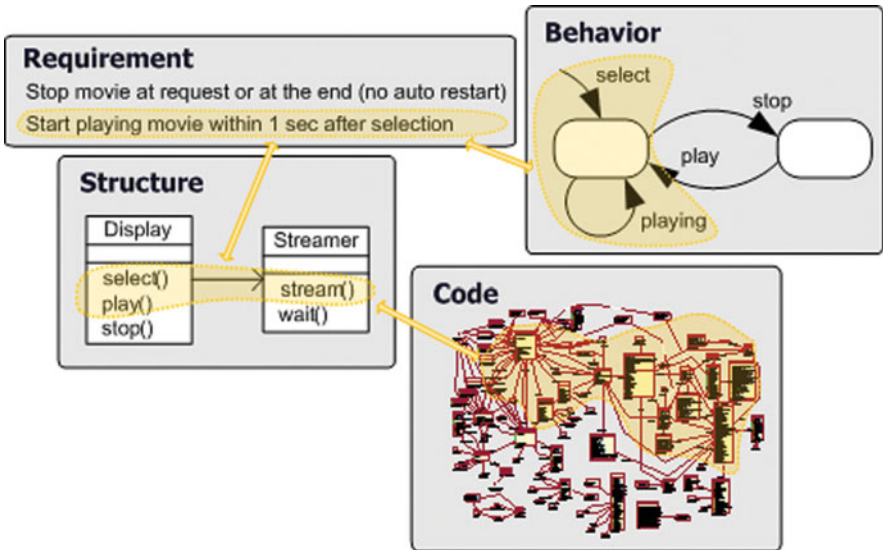 Requirement
Stop movie at request or at the end (no auto restart)
Start playing movie within 1 sec after selection
Behavior
select
stop
play
playing
Structure
Display
select()
play()
stop()
Streamer
stream()
wait()
Code